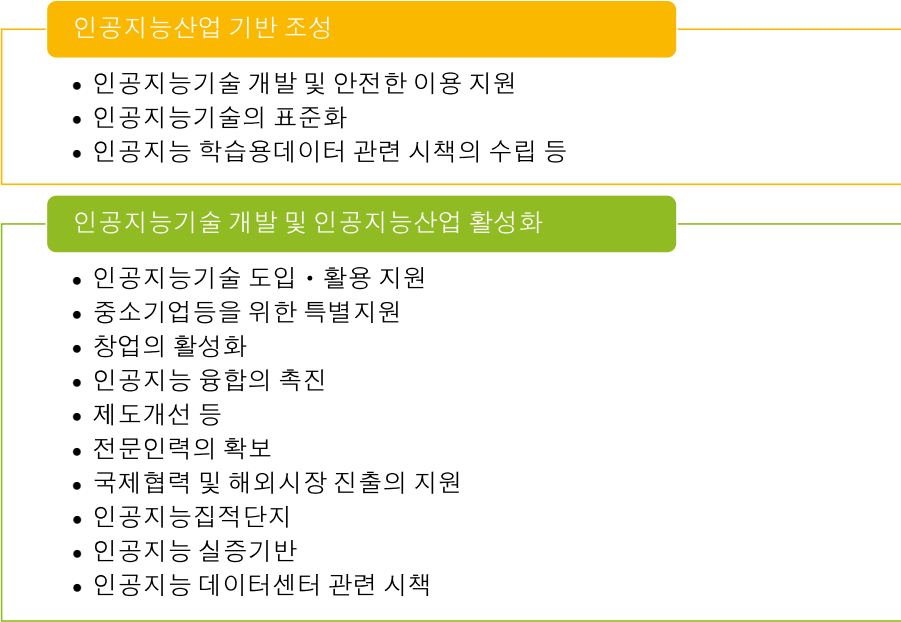 인공지능산업 기반 조성
• 인공지능기술 개발 및 안전한 이용 지원
• 인공지능기술의 표준화
• 인공지능 학습용데이터 관련 시책의 수립 등
인공지능기술 개발 및 인공지능산업 활성화
• 인공지능기술 도입・활용 지원
• 중소기업등을 위한 특별지원
• 창업의 활성화
• 인공지능 융합의 촉진
• 제도개선 등
• 전문인력의 확보
• 국제협력 및 해외시장 진출의 지원
• 인공지능집적단지
• 인공지능 실증기반
• 인공지능 데이터센터 관련 시책